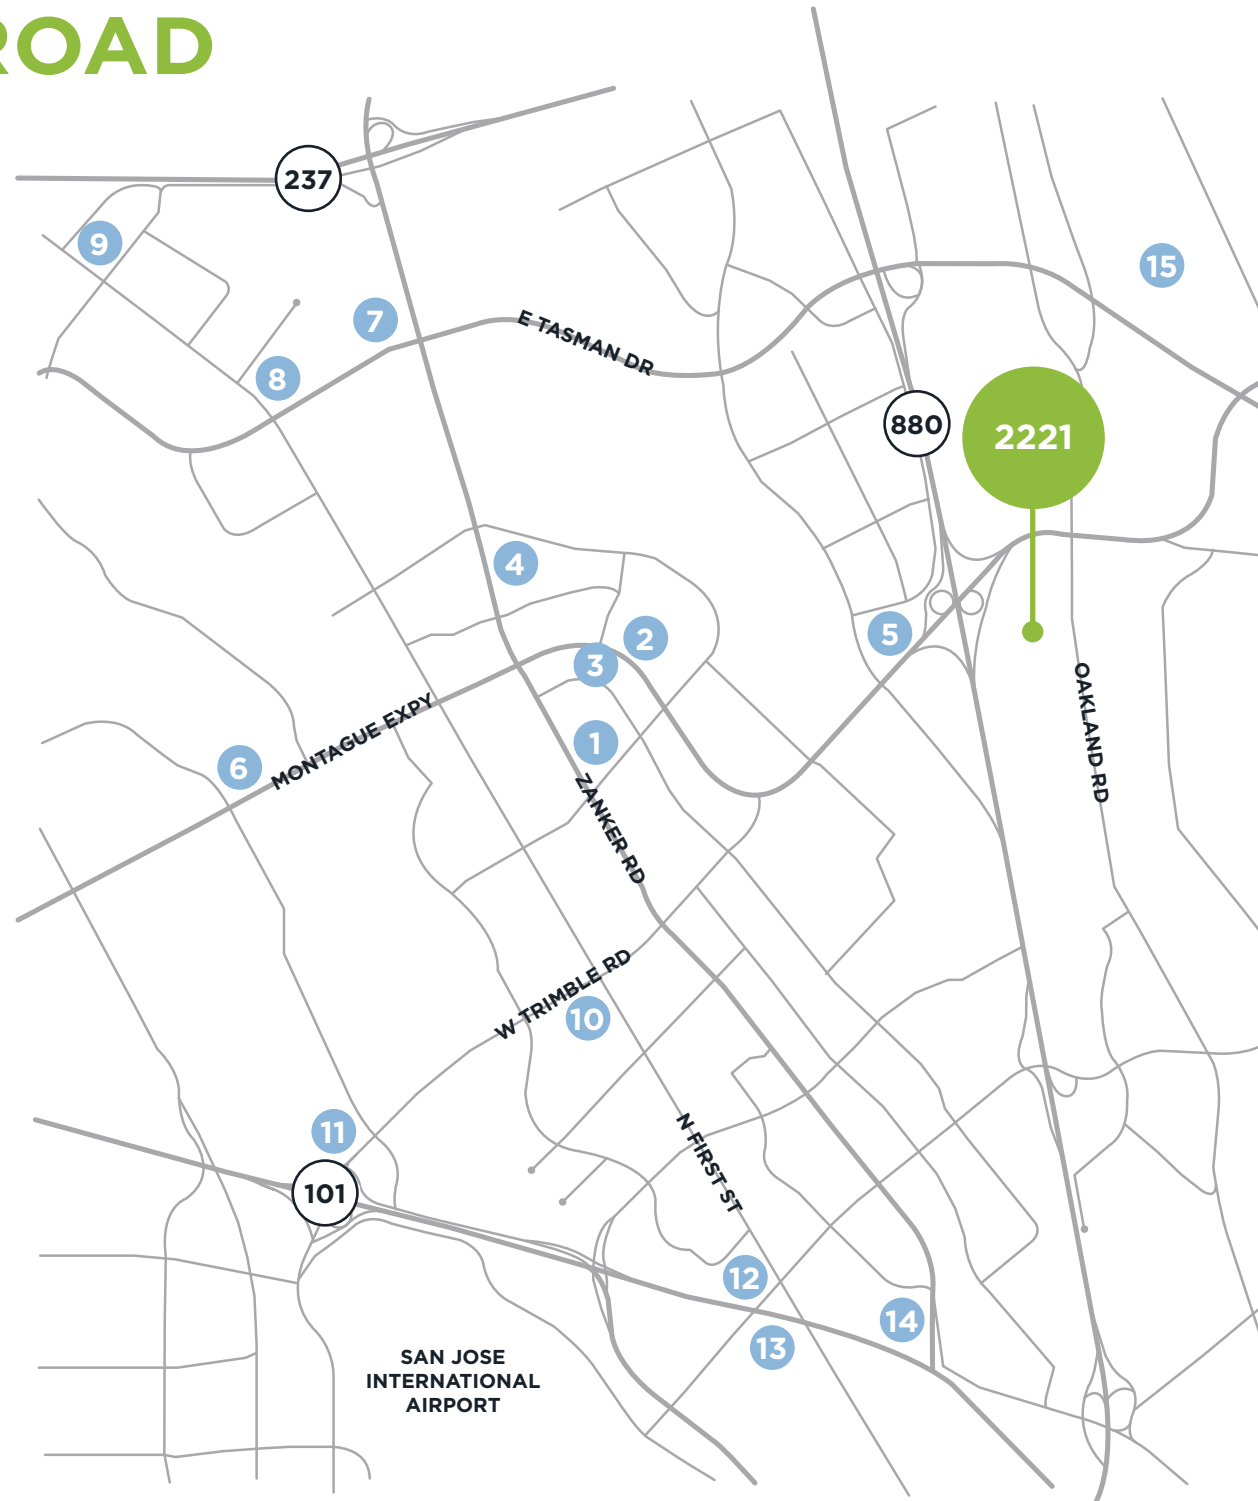 ROAD
237
9
15
7
E TASMAN DR
8
880
2221
4
5
2
3
OAKLAND RD
MONTAGUE EXPY
1
6
ZANKER RD
W TRIMBLE RD
10
N FIRST ST
11
101
12
14
13
SAN JOSE
INTERNATIONAL
AIRPORT